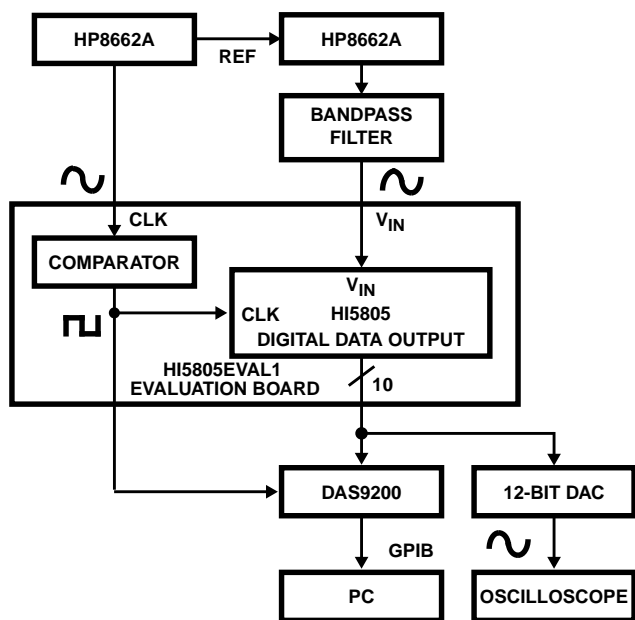 HP8662A
REF
HP8662A
BANDPASS
FILTER
CLK
VIN
COMPARATOR
VIN
CLK
HI5805
DIGITAL DATA OUTPUT
HI5805EVAL1
EVALUATION BOARD
10
DAS9200
12-BIT DAC
GPIB
PC
OSCILLOSCOPE